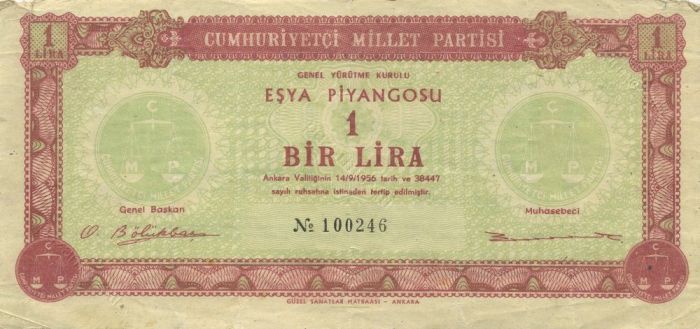 1 LİRA
CUMHURİYETÇİ MİLLET PARTİSİ
1 LİRA
GENEL YÜRÜTME KURULU
EŞYA PİYANGOSU
1
BİR LİRA
Ankara Valiliğinin 14/9/1956 tarih ve 38447
sayılı ruhsatına istinaden tertip edilmiştir.
C
M P
C
M P
Genel Başkan
Muhasebeci
O. Bölükbaşı
№ 100246
C
M P
C
M P
GÜZEL SANATLAR MATBAASI - ANKARA